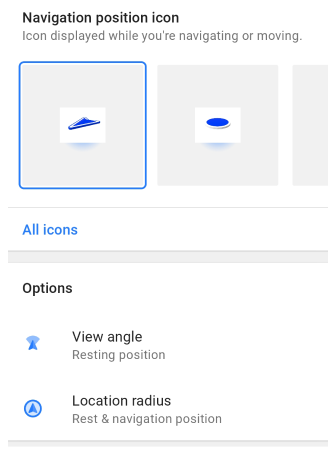 Navigation position icon
Icon displayed while you're navigating or moving.
All icons
Options
View angle
Resting position
Location radius
Rest & navigation position